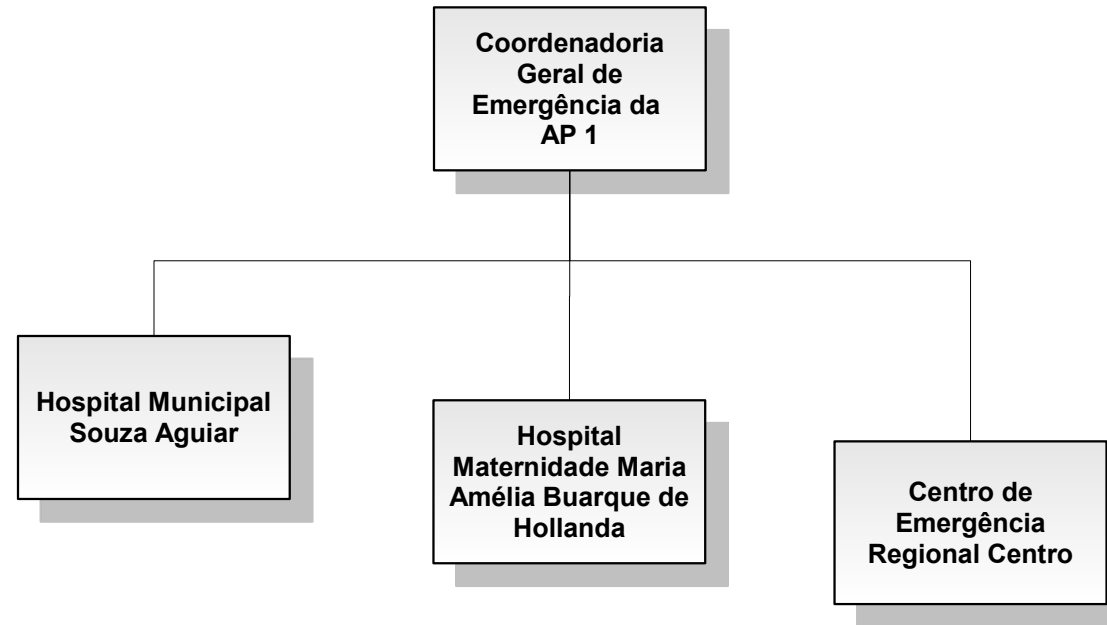 Coordenadoria
Geral de
Emergência da
AP 1
Hospital Municipal
Souza Aguiar
Hospital
Maternidade Maria
Amélia Buarque de
Hollanda
Centro de
Emergência
Regional Centro